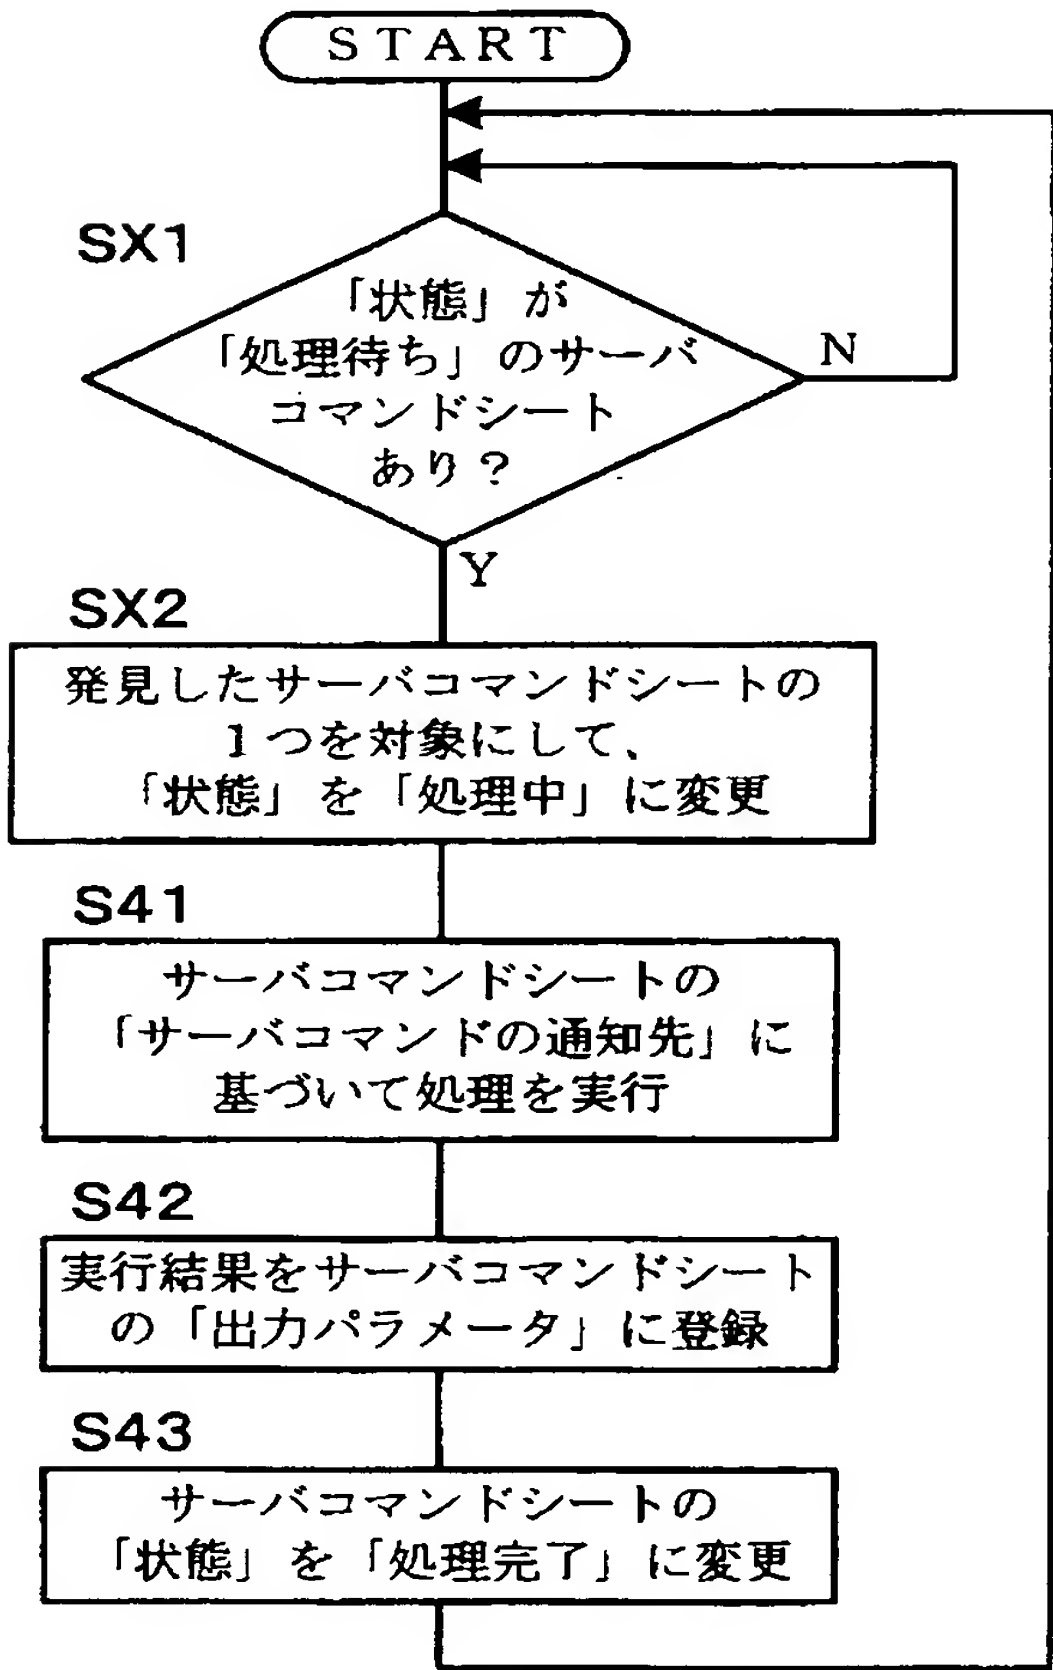 START
SX1
「状態」が
「処理待ち」のサーバ
コマンドシート
あり?
N
Y
SX2
発見したサーバコマンドシートの
1つを対象にして、
「状態」を「処理中」に変更
S41
サーバコマンドシートの
「サーバコマンドの通知先」に
基づいて処理を実行
S42
実行結果をサーバコマンドシート
の「出力パラメータ」に登録
S43
サーバコマンドシートの
「状態」を「処理完了」に変更